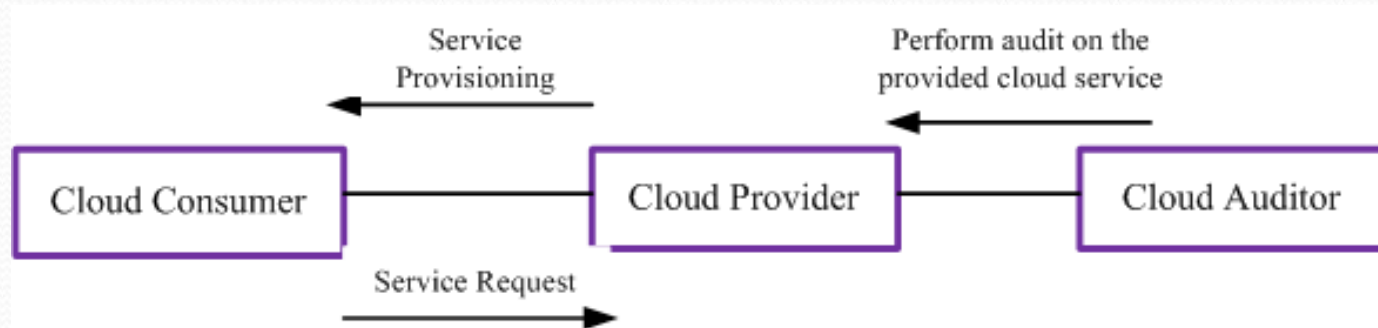 Service
Provisioning
Perform audit on the
provided cloud service
Cloud Consumer
Cloud Provider
Cloud Auditor
Service Request